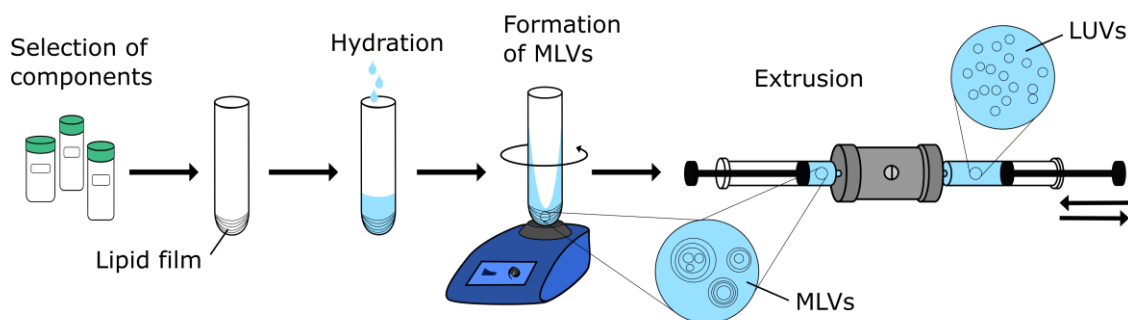 Selection of
components
Lipid film
Hydration
Formation
of MLVs
MLVs
Extrusion
LUVs